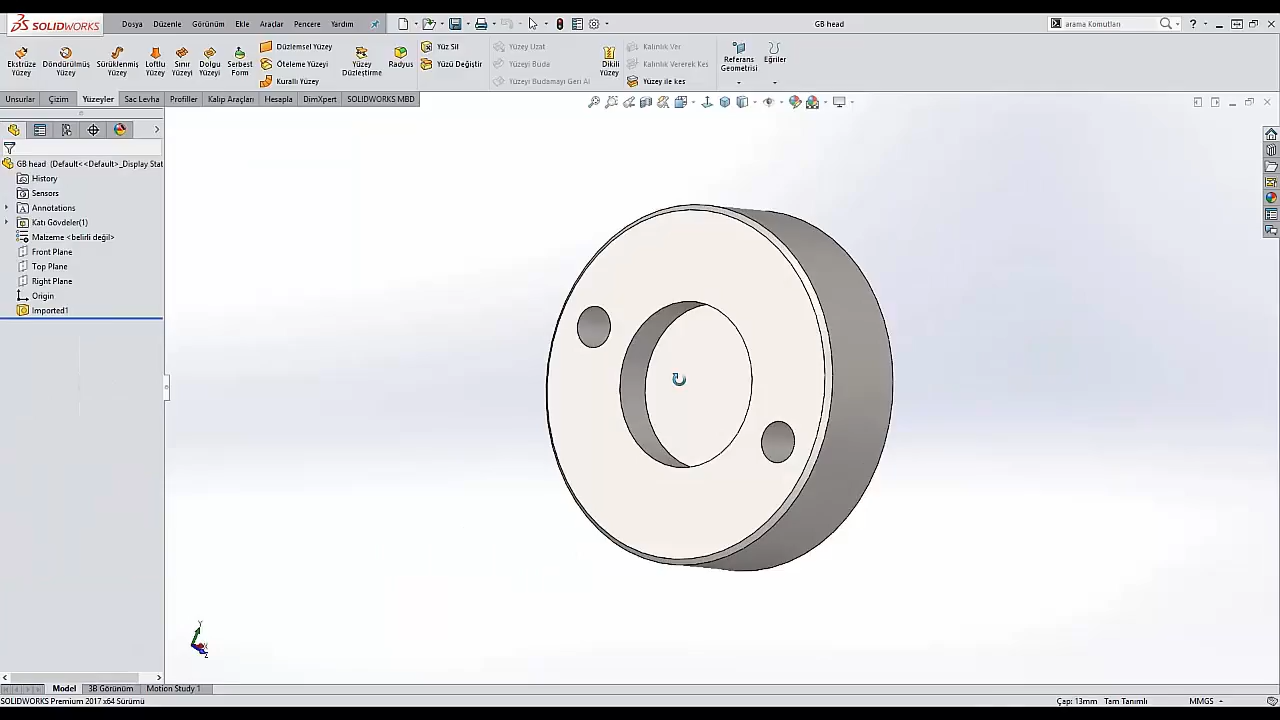 SOLIDWORKS
Dosya Düzenle Görünüm Ekle Araçlar Pencere Yardım
GB head
arama Komutları
Ekstrüze Yüzey
Döndürülmüş Yüzey
Sürüklenmiş Yüzey
Loftlu Yüzey
Sınır Yüzey
Dolgu Yüzeyi
Serbest Form
Düzlemsel Yüzey
Öteleme Yüzeyi
Kurallı Yüzey
Yüzey Düzleştirme
Radyus
Yüz Sil
Yüzü Değiştir
Yüzey Uzat
Yüzeyi Buda
Yüzeyi Budamayı Geri Al
Dikili Yüzey
Kalınlık Ver
Kalınlık Vererek Kes
Yüzey ile kes
Referans Geometrisi
Eğriler
Unsurlar Çizim Yüzeyler Sac Levha Profiller Kalıp Araçları Hesapla DimXpert SOLIDWORKS MBD
GB head (Default<<Default>_Display Stat
History
Sensors
Annotations
Katı Gövdeler(1)
Malzeme <belirli değil>
Front Plane
Top Plane
Right Plane
Origin
Imported1
Y
X
Z
Model 3B Görünüm Motion Study 1
SOLIDWORKS Premium 2017 x64 Sürümü
Çap: 13mm Tam Tanımlı MMGS